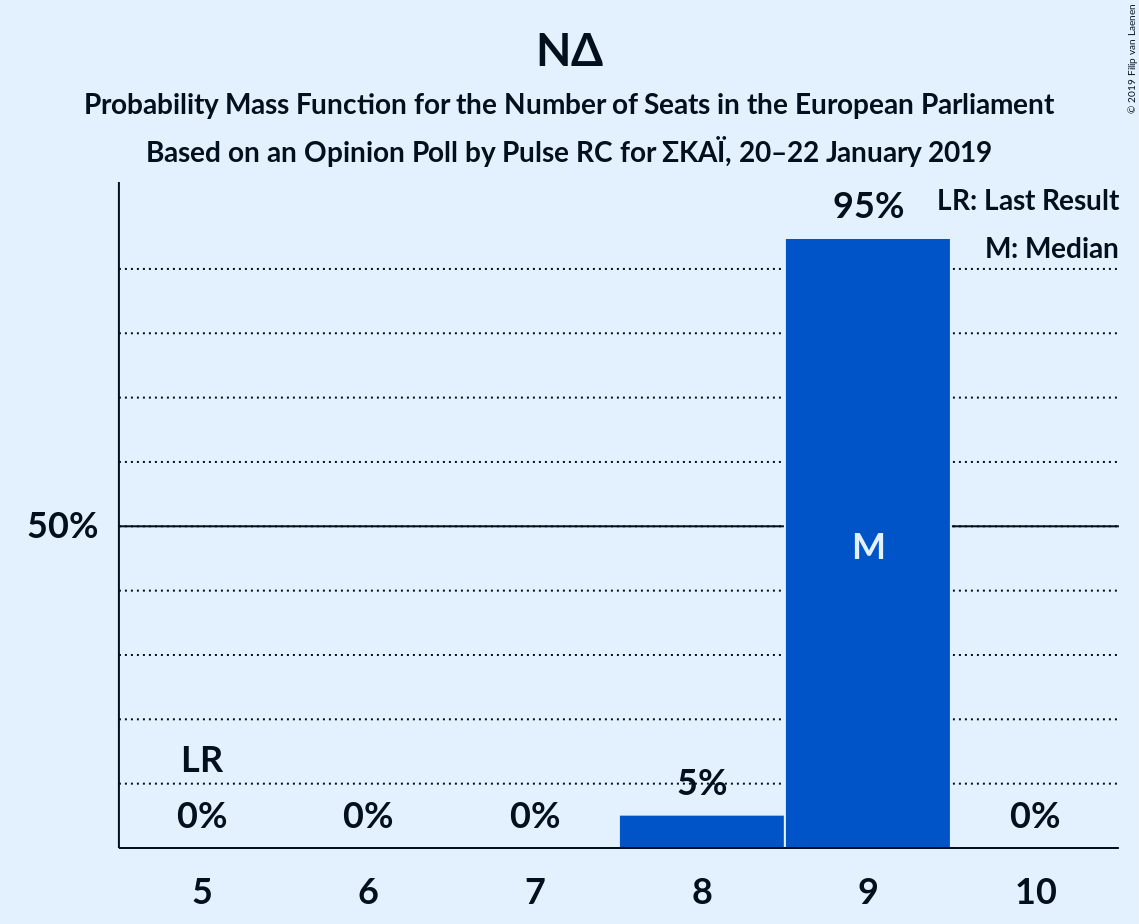 ΝΔ
Probability Mass Function for the Number of Seats in the European Parliament
Based on an Opinion Poll by Pulse RC for ΣΚΑΪ, 20–22 January 2019
© 2019 Filip van Laenen
LR: Last Result
M: Median
95%
50%
M
LR
5%
0%
0%
0%
0%
5
6
7
8
9
10